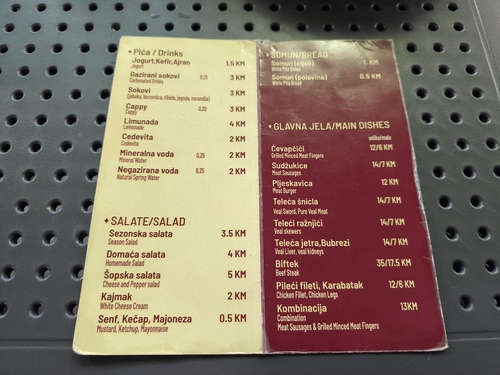 Pića / Drinks
Jogurt,Kefir,Ajran 1.5 KM
Jogurt
Gazirani sokovi 0,25 3 KM
Carbonated Drinks
Sokovi 3 KM
(jabuka, borovnica, ribizla, jagoda, narandža)
Cappy 0,20 3 KM
Cappy
Limunada 4 KM
Lemonade
Cedevita 2 KM
Cedevita
Mineralna voda 0,25 2 KM
Mineral Water
Negazirana voda 0,25 2 KM
Natural Spring Water
SALATE/SALAD
Sezonska salata 3.5 KM
Season Salad
Domaća salata 4 KM
Homemade Salad
Šopska salata 5 KM
Cheese and Pepper salad
Kajmak 2 KM
White Cheese Cream
Senf, Kečap, Majoneza 0.5 KM
Mustard, Ketchup, Mayonnaise
SOMUN/BREAD
Somun (cijeli) 1. KM
White Pita Bread
Somun (polovina) 0.5 KM
White Pita Bread
GLAVNA JELA/MAIN DISHES
veliko/malo
Ćevapčići 12/6 KM
Grilled Minced Meat Fingers
Sudžukice 14/7 KM
Meat Sausages
Pljeskavica 12 KM
Meat Burger
Teleća šnicla 14/7 KM
Veal Sword, Pure Veal Meat
Teleći ražnjići 14/7 KM
Veal skewers
Teleća jetra,Bubrezi 14/7 KM
Veal Liver, veal kidneys
Biftek 35/17.5 KM
Beef Steak
Pileći fileti, Karabatak 12/6 KM
Chicken Fillet, Chicken Legs
Kombinacija 13KM
Combination
Meat Sausages & Grilled Minced Meat Fingers